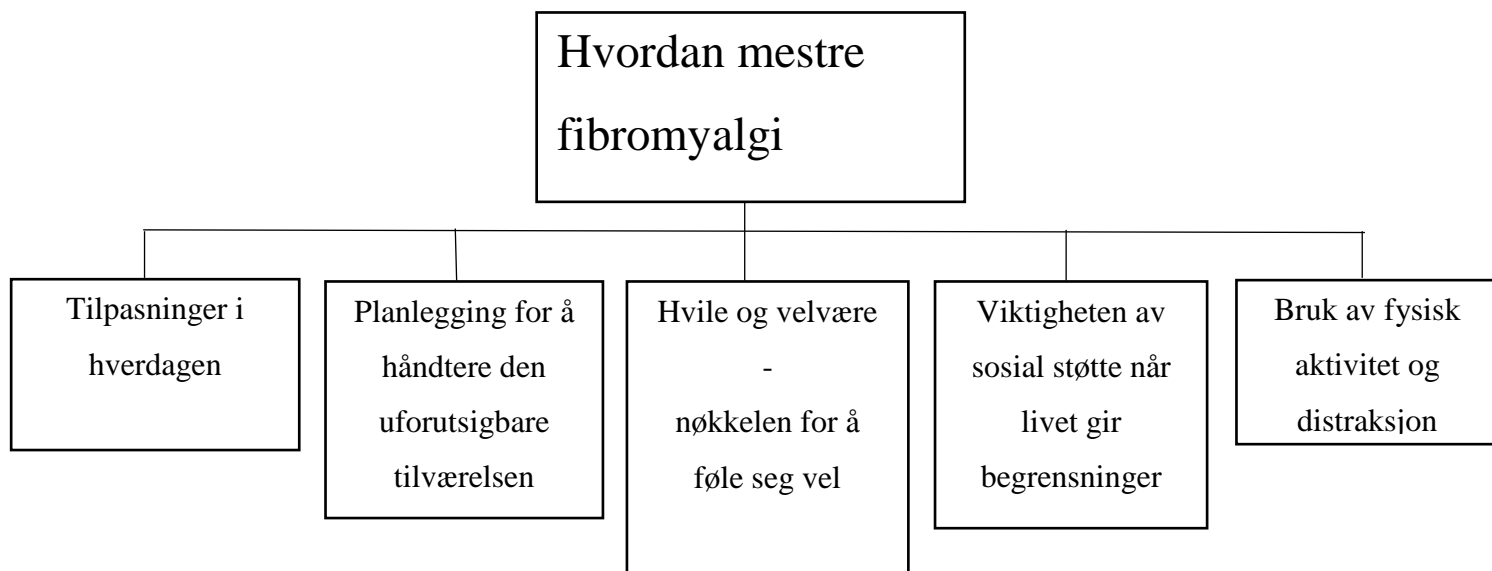 Hvordan mestre
fibromyalgi
Tilpasninger i
hverdagen
Planlegging for å
håndtere den
uforutsigbare
tilværelsen
Hvile og velvære
-
nøkkelen for å
føle seg vel
Viktigheten av
sosial støtte når
livet gir
begrensninger
Bruk av fysisk
aktivitet og
distraksjon